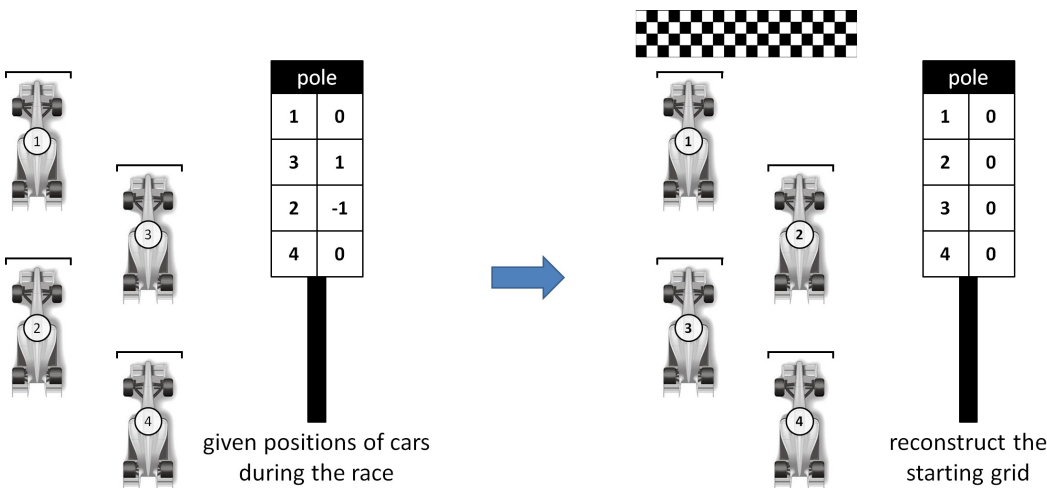 1
3
2
4
pole
1 0
3 1
2 -1
4 0
given positions of cars
during the race
1
2
3
4
pole
1 0
2 0
3 0
4 0
reconstruct the
starting grid